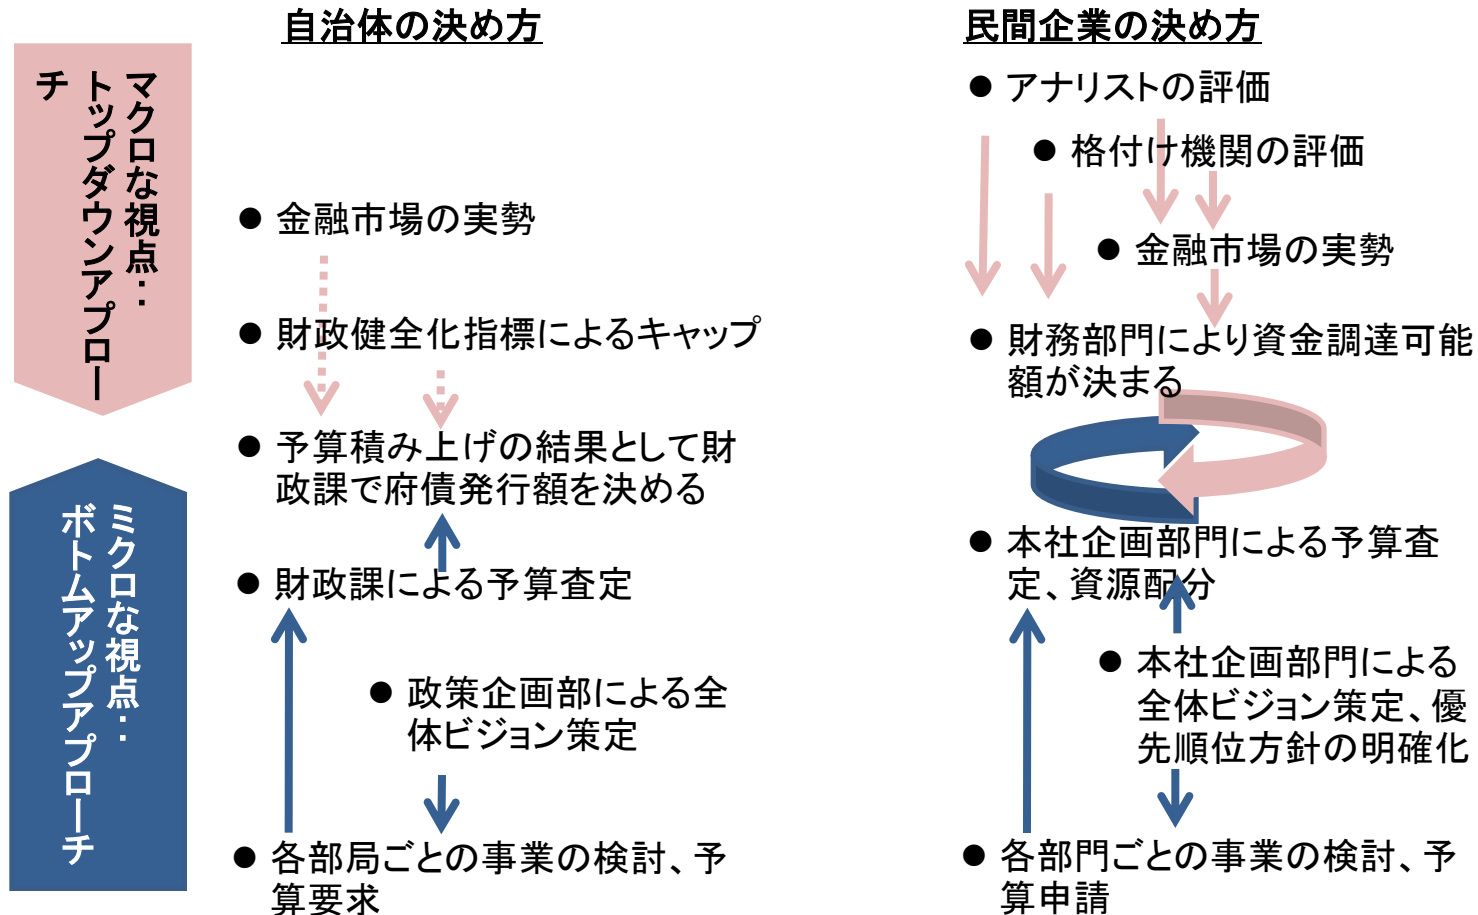 自治体の決め方
民間企業の決め方
マクロな視点：
トップダウンアプロー
チ
ミクロな視点：
ボトムアップアプローチ
● 金融市場の実勢
● 財政健全化指標によるキャップ
● 予算積み上げの結果として財
政課で府債発行額を決める
● 財政課による予算査定
● 政策企画部による全
体ビジョン策定
● 各部局ごとの事業の検討、予
算要求
● アナリストの評価
● 格付け機関の評価
● 金融市場の実勢
● 財務部門により資金調達可能
額が決まる
● 本社企画部門による予算査
定、資源配分
● 本社企画部門による
全体ビジョン策定、優
先順位方針の明確化
● 各部門ごとの事業の検討、予
算申請